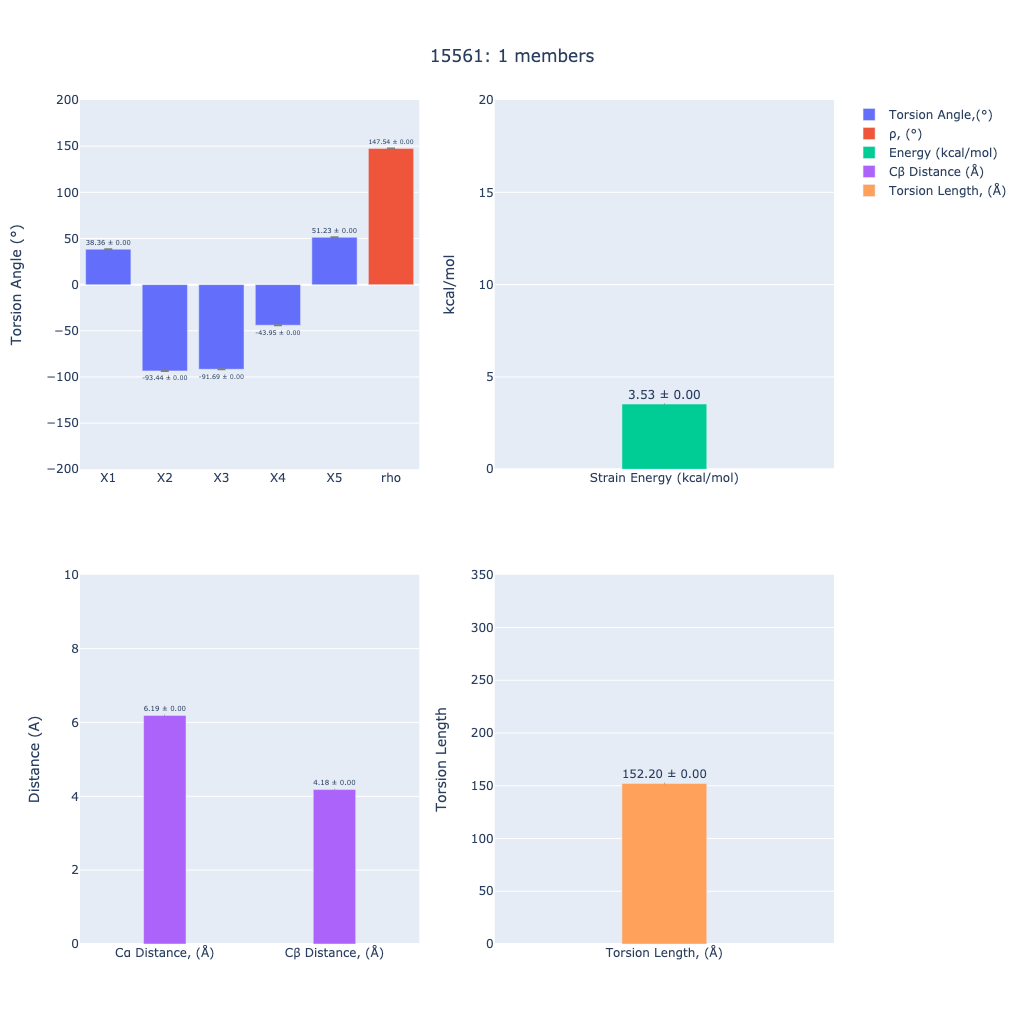 15561: 1 members
Torsion Angle (°)
200
150
100
50
0
−50
−100
−150
−200
38.36 ± 0.00
-93.44 ± 0.00
-91.69 ± 0.00
-43.95 ± 0.00
51.23 ± 0.00
147.54 ± 0.00
X1 X2 X3 X4 X5 rho
kcal/mol
20
15
10
5
0
3.53 ± 0.00
Strain Energy (kcal/mol)
Torsion Angle,(°)
ρ, (°)
Energy (kcal/mol)
Cβ Distance (Å)
Torsion Length, (Å)
Distance (A)
10
8
6
4
2
0
6.19 ± 0.00
4.18 ± 0.00
Cα Distance, (Å) Cβ Distance, (Å)
Torsion Length
350
300
250
200
150
100
50
0
152.20 ± 0.00
Torsion Length, (Å)